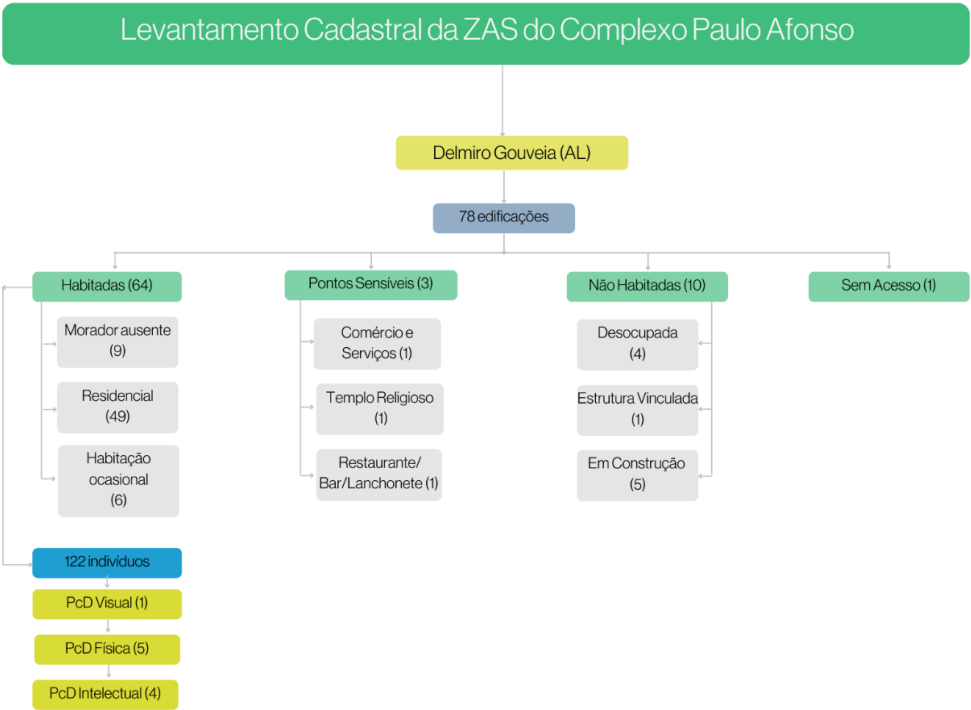 Levantamento Cadastral da ZAS do Complexo Paulo Afonso
Delmiro Gouveia (AL)
78 edificações
Habitadas (64)
Morador ausente
(9)
Residencial
(49)
Habitação
ocasional
(6)
Pontos Sensíveis (3)
Comércio e
Serviços (1)
Templo Religioso
(1)
Restaurante/
Bar/Lanchonete (1)
Não Habitadas (10)
Desocupada
(4)
Estrutura Vinculada
(1)
Em Construção
(5)
Sem Acesso (1)
122 indivíduos
PcD Visual (1)
PcD Física (5)
PcD Intelectual (4)